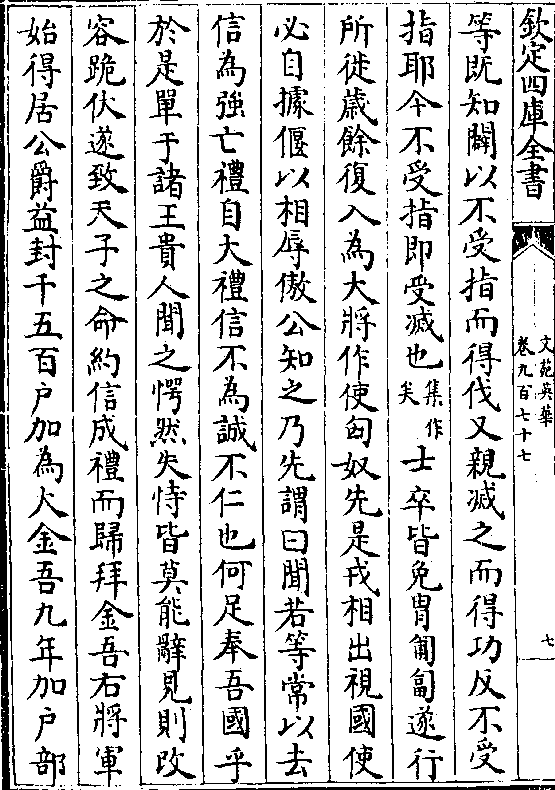 欽定四庫全書
文苑英華
卷九百七十七
七
等既知闕以不受指而得伐又親滅之而得功反不受
指耶今不受指即受滅也集作矣士卒皆免冑匍匐遂行
所徙歲餘復入為大將作使匈奴先是戎相出視國使
必自據偃以相辱傲公知之乃先謂曰聞若等常以去
信為強亡禮自大禮信不為誠不仁也何足奉吾國乎
於是單于諸王貴人聞之愕然失恃皆莫能辭見則改
容跪伏遂致天子之命約信成禮而歸拜金吾右將軍
始得居公爵益封千五百戶加為大金吾九年加戶部